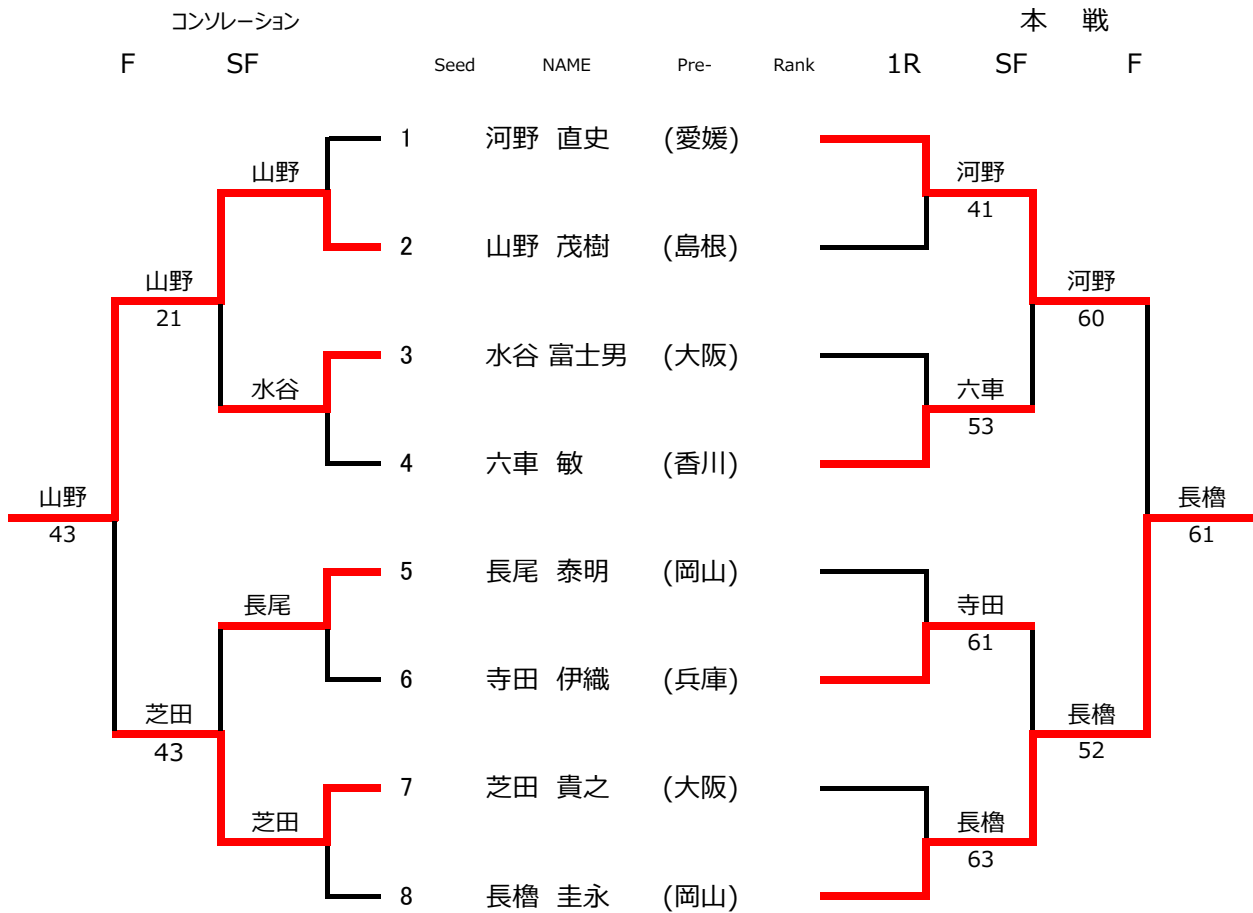 コンソレーション 本 戦
F SF Seed NAME Pre- Rank 1R SF F
1 河野 直史 (愛媛)
山野 河野
41
2 山野 茂樹 (島根)
山野 河野
21 60
3 水谷 富士男 (大阪)
水谷 六車
53
4 六車 敏 (香川)
山野 長櫓
43 61
5 長尾 泰明 (岡山)
長尾 寺田
61
6 寺田 伊織 (兵庫)
芝田 長櫓
43 52
7 芝田 貴之 (大阪)
芝田 長櫓
63
8 長櫓 圭永 (岡山)